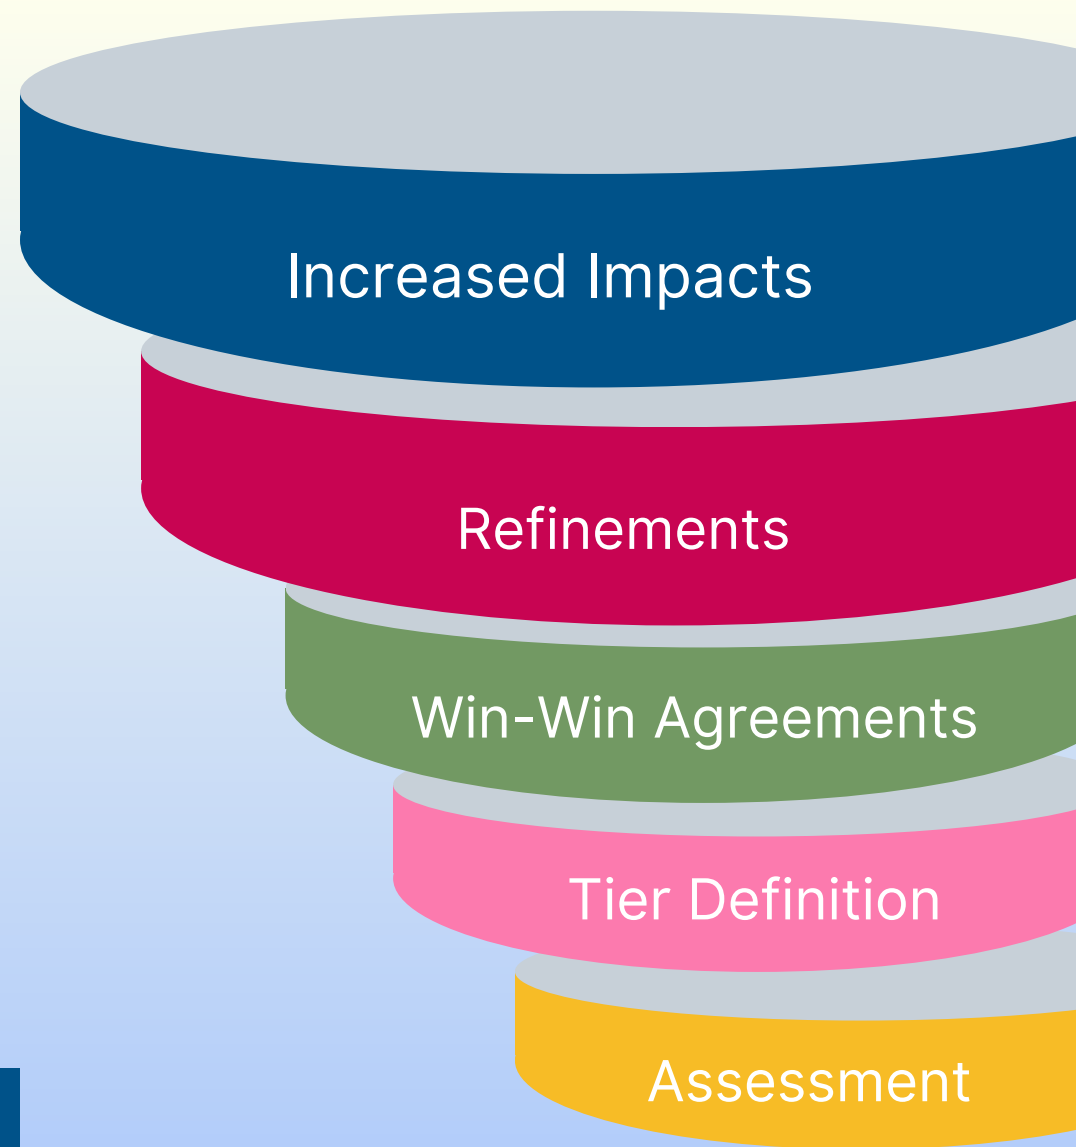 Increased Impacts
Refinements
Win-Win Agreements
Tier Definition
Assessment